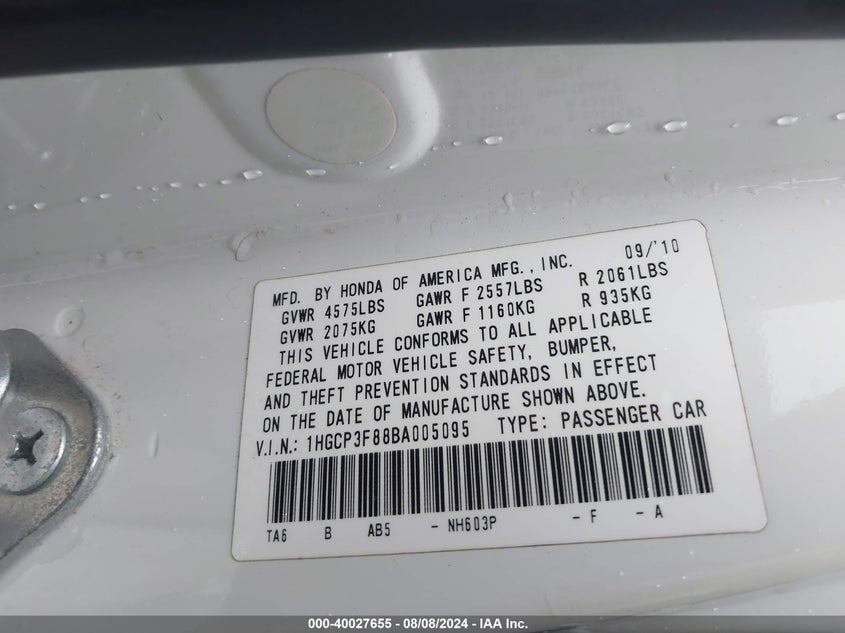 MFD. BY HONDA OF AMERICA MFG., INC. 09/'10
GVWR 4575LBS GAWR F 2557LBS R 2061LBS
GVWR 2075KG GAWR F 1160KG R 935KG
THIS VEHICLE CONFORMS TO ALL APPLICABLE
FEDERAL MOTOR VEHICLE SAFETY, BUMPER,
AND THEFT PREVENTION STANDARDS IN EFFECT
ON THE DATE OF MANUFACTURE SHOWN ABOVE.
V.I.N.: 1HGCP3F88BA005095 TYPE: PASSENGER CAR
TA6 B AB5 - NH603P - F - A
000-40027655 - 08/08/2024 - IAA Inc.